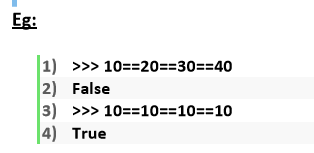 Eg:
1) >>> 10==20==30==40
2) False
3) >>> 10==10==10==10
4) True